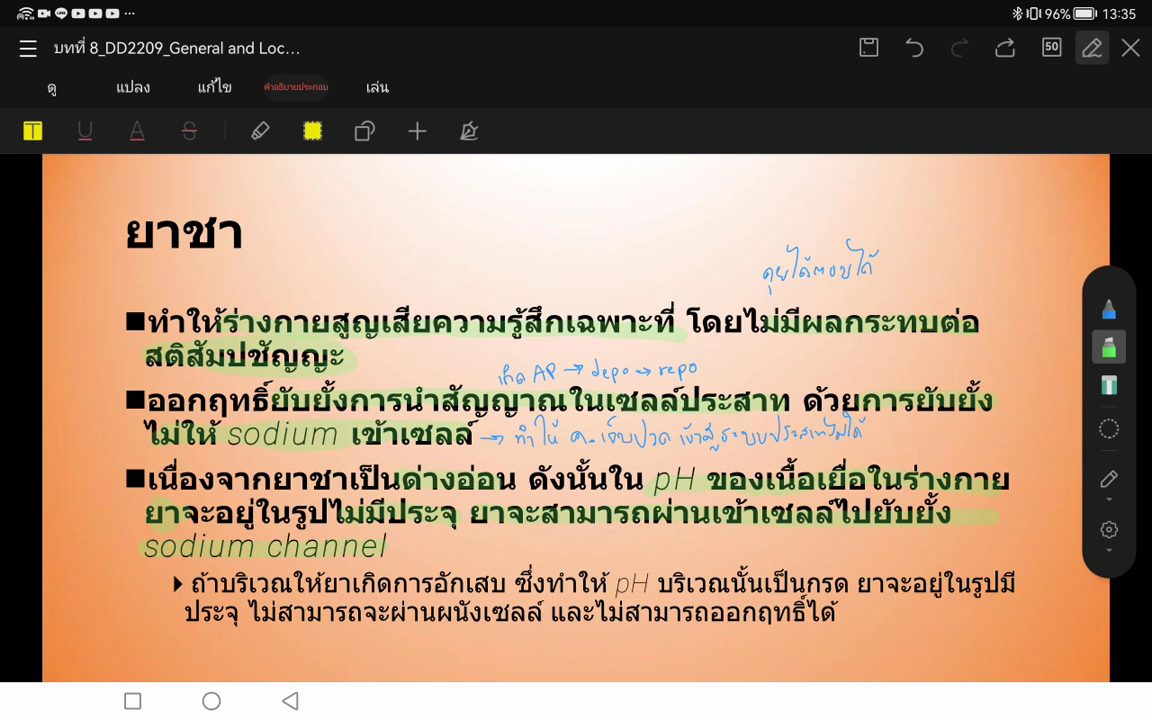 96% 13:35
บทที่ 8_DD2209_General and Loc...
50
ดู แปลง แก้ไข คำอธิบายประกอบ เล่น
T U A S
ยาชา
คุยได้ตอบได้
■ทำให้ร่างกายสูญเสียความรู้สึกเฉพาะที่ โดยไม่มีผลกระทบต่อ
สติสัมปชัญญะ
เกิด AP → depo → repo
■ออกฤทธิ์ยับยั้งการนำสัญญาณในเซลล์ประสาท ด้วยการยับยั้ง
ไม่ให้ sodium เข้าเซลล์ → ทำให้ ค.เจ็บปวด เข้าสู่ระบบประสาทไม่ได้
■เนื่องจากยาชาเป็นด่างอ่อน ดังนั้นใน pH ของเนื้อเยื่อในร่างกาย
ยาจะอยู่ในรูปไม่มีประจุ ยาจะสามารถผ่านเข้าเซลล์ไปยับยั้ง
sodium channel
ถ้าบริเวณให้ยาเกิดการอักเสบ ซึ่งทำให้ pH บริเวณนั้นเป็นกรด ยาจะอยู่ในรูปมี
ประจุ ไม่สามารถจะผ่านผนังเซลล์ และไม่สามารถออกฤทธิ์ได้